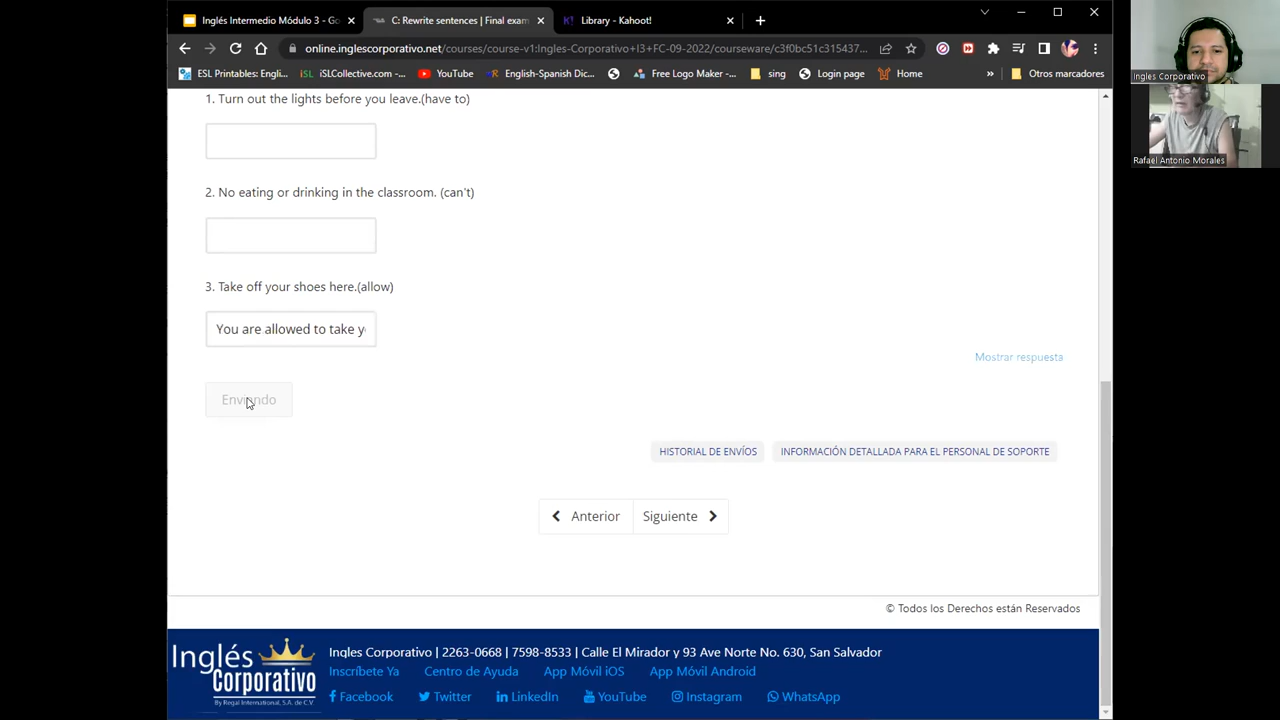 Inglés Intermedio Módulo 3 - Go
C: Rewrite sentences | Final exam
Library - Kahoot!
online.inglescorporativo.net/courses/course-v1:Ingles-Corporativo+I3+FC-09-2022/courseware/c3f0bc51c315437...
ESL Printables: Engli...
iSLCollective.com -...
YouTube
English-Spanish Dic...
Free Logo Maker -...
sing
Login page
Home
»
Otros marcadores
Ingles Corporativo
Rafael Antonio Morales
1. Turn out the lights before you leave.(have to)
2. No eating or drinking in the classroom. (can't)
3. Take off your shoes here.(allow)
You are allowed to take y
Mostrar respuesta
Enviando
HISTORIAL DE ENVÍOS
INFORMACIÓN DETALLADA PARA EL PERSONAL DE SOPORTE
Anterior
Siguiente
© Todos los Derechos están Reservados
Inglés
Corporativo
By Regal International, S.A. de C.V
Ingles Corporativo | 2263-0668 | 7598-8533 | Calle El Mirador y 93 Ave Norte No. 630, San Salvador
Inscríbete Ya
Centro de Ayuda
App Móvil iOS
App Móvil Android
Facebook
Twitter
LinkedIn
YouTube
Instagram
WhatsApp